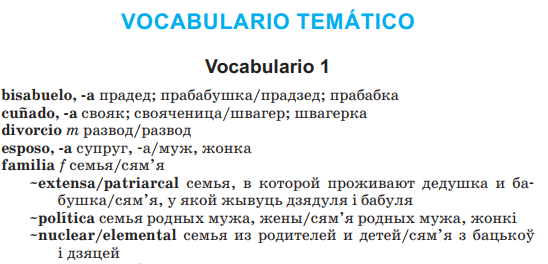 VOCABULARIO TEMÁTICO
Vocabulario 1
bisabuelo, -a прадед; прабабушка/прадзед; прабабка
cuñado, -a свояк; свояченица/швагер; швагерка
divorcio m развод/развод
esposo, -a супруг, -а/муж, жонка
familia f семья/сям’я
~extensa/patriarcal семья, в которой проживают дедушка и ба-
бушка/сям’я, у якой жывуць дзядуля і бабуля
~política семья родных мужа, жены/сям’я родных мужа, жонкі
~nuclear/elemental семья из родителей и детей/сям’я з бацькоў
і дзяцей